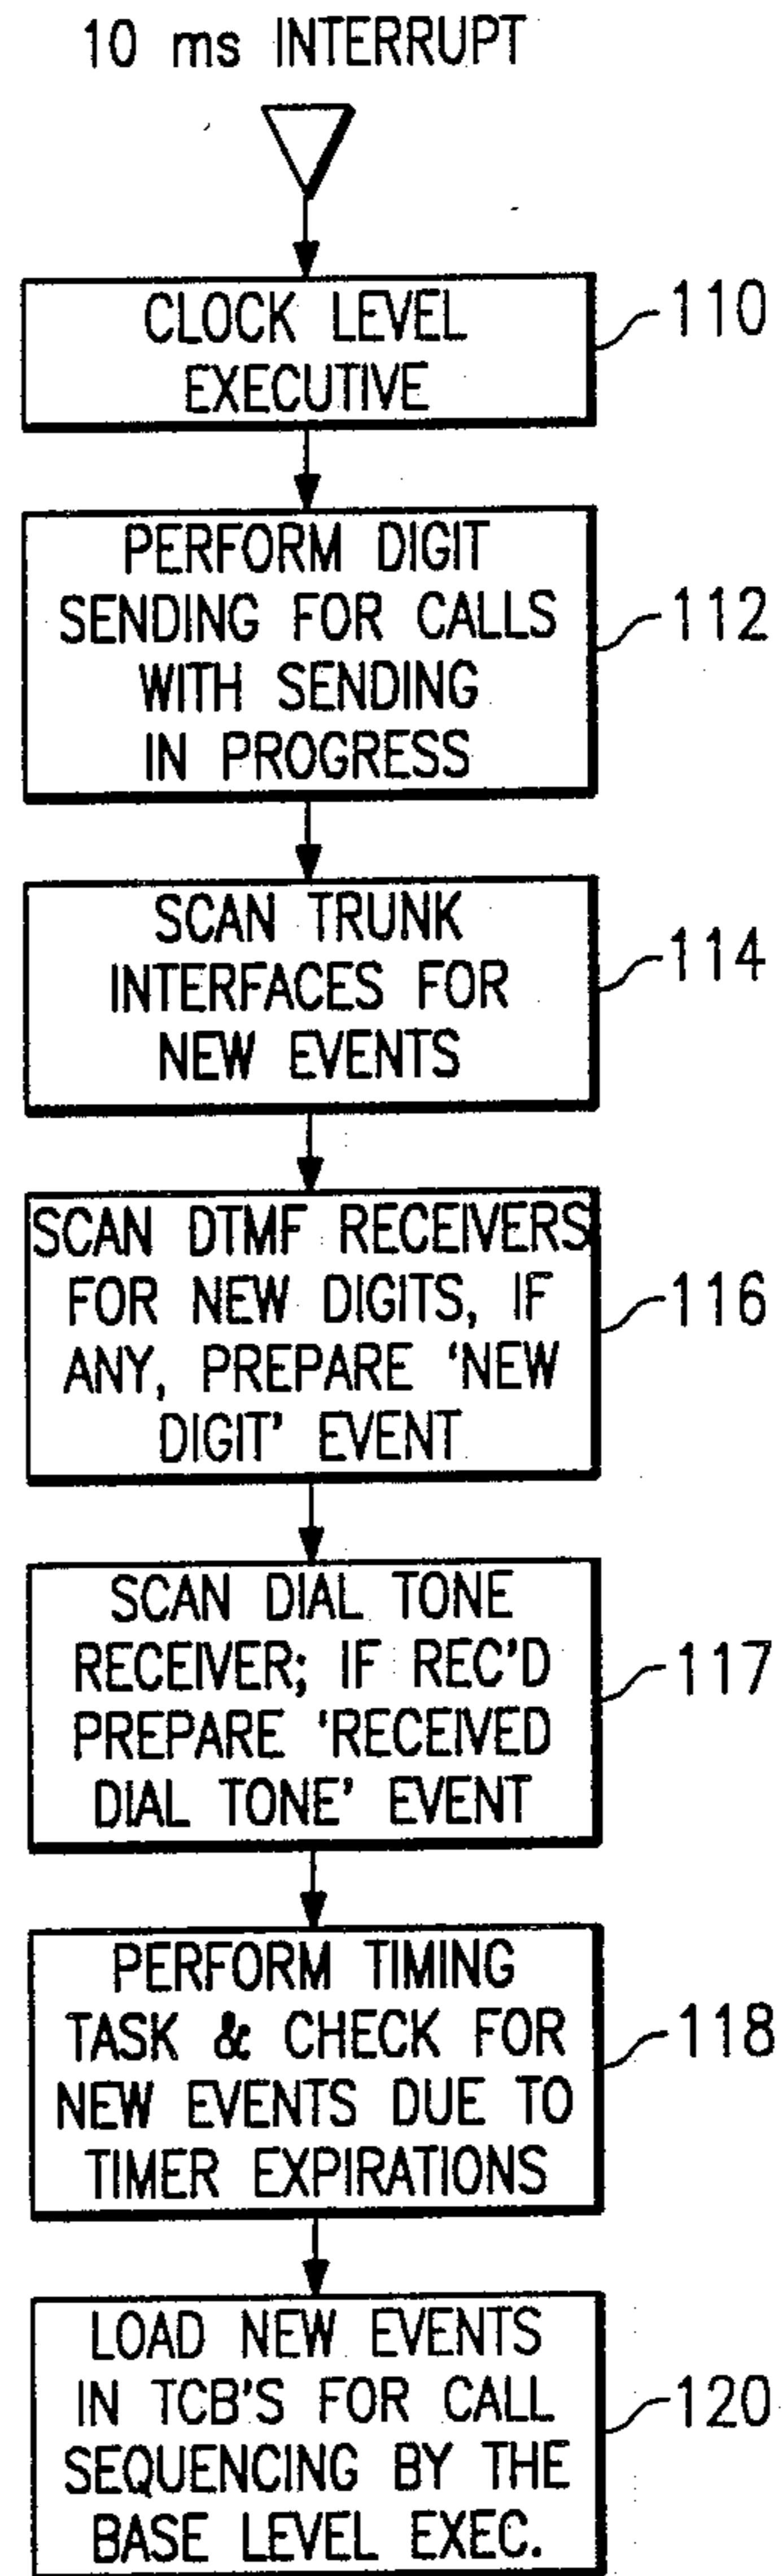 10 ms INTERRUPT
CLOCK LEVEL
EXECUTIVE
110
PERFORM DIGIT
SENDING FOR CALLS
WITH SENDING
IN PROGRESS
112
SCAN TRUNK
INTERFACES FOR
NEW EVENTS
114
SCAN DTMF RECEIVERS
FOR NEW DIGITS, IF
ANY, PREPARE 'NEW
DIGIT' EVENT
116
SCAN DIAL TONE
RECEIVER; IF REC'D
PREPARE 'RECEIVED
DIAL TONE' EVENT
117
PERFORM TIMING
TASK & CHECK FOR
NEW EVENTS DUE TO
TIMER EXPIRATIONS
118
LOAD NEW EVENTS
IN TCB'S FOR CALL
SEQUENCING BY THE
BASE LEVEL EXEC.
120